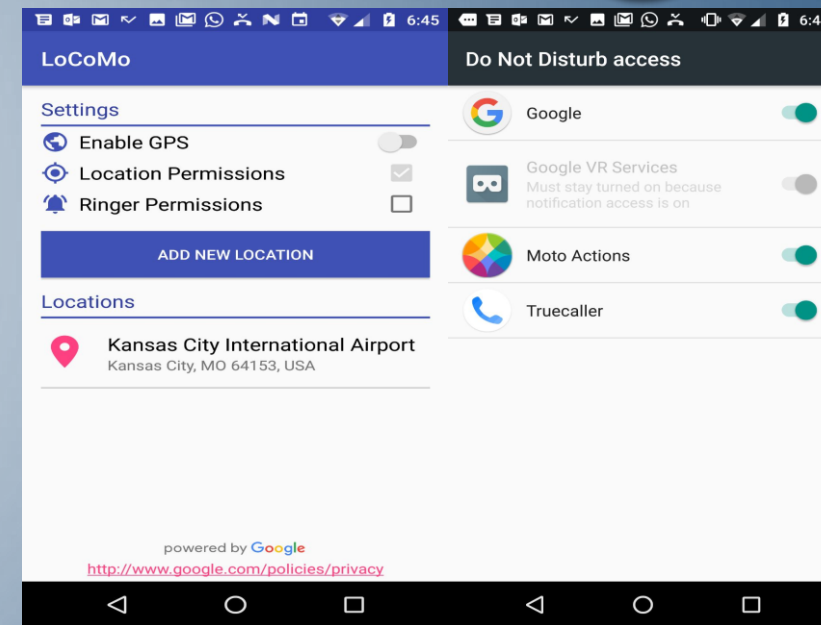 6:45
LoCoMo
Settings
Enable GPS
Location Permissions
Ringer Permissions
ADD NEW LOCATION
Locations
Kansas City International Airport
Kansas City, MO 64153, USA
powered by Google
http://www.google.com/policies/privacy
6:4
Do Not Disturb access
Google
Google VR Services
Must stay turned on because
notification access is on
Moto Actions
Truecaller